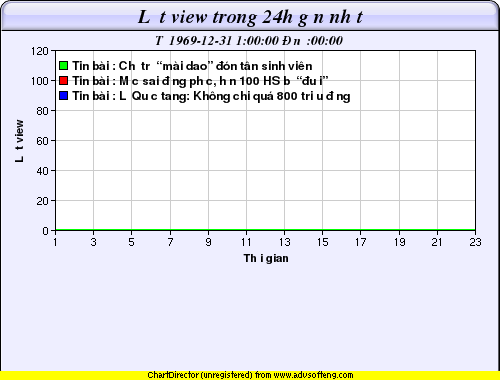 L t view trong 24h g n nh t
T 1969-12-31 1:00:00 Đ n :00:00
Tin bài : Ch tr “mài dao” đón tân sinh viên
Tin bài : M c sai đ ng ph c, h n 100 HS b “đu i”
Tin bài : L Qu c tang: Không chi quá 800 tri u đ ng
L t view
120
100
80
60
40
20
0
1 3 5 7 9 11 13 15 17 19 21 23
Th i gian
ChartDirector (unregistered) from www.advsofteng.com